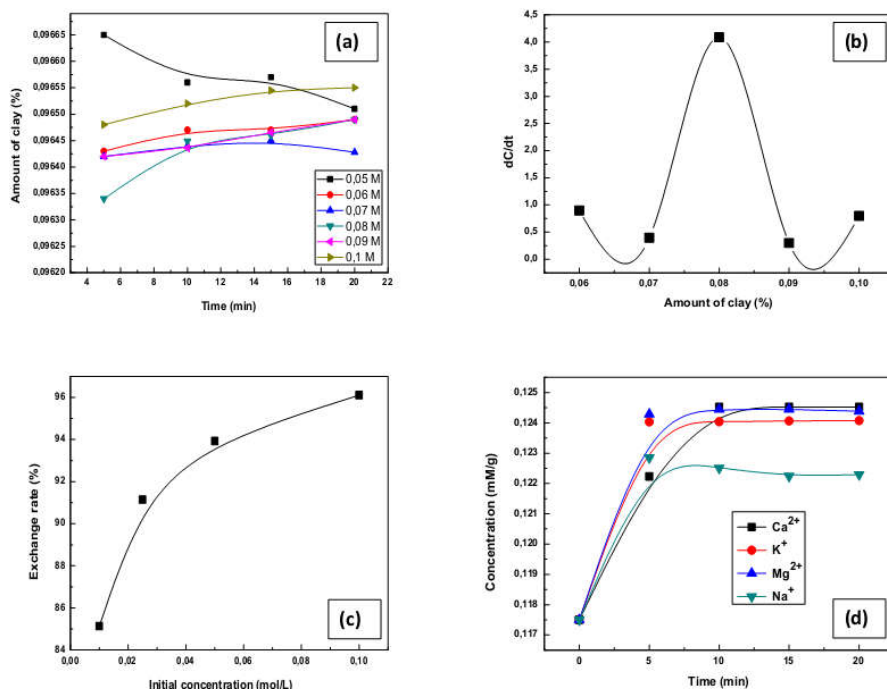 (a)
Amount of clay (%)
0,09665
0,09660
0,09655
0,09650
0,09645
0,09640
0,09635
0,09630
0,09625
0,09620
0,05 M
0,06 M
0,07 M
0,08 M
0,09 M
0,1 M
4 6 8 10 12 14 16 18 20 22
Time (min)
(b)
dC/dt
4,5
4,0
3,5
3,0
2,5
2,0
1,5
1,0
0,5
0,0
0,06 0,07 0,08 0,09 0,10
Amount of clay (%)
(c)
Exchange rate (%)
96
94
92
90
88
86
84
0,00 0,02 0,04 0,06 0,08 0,10
Initial concentration (mol/L)
(d)
Concentration (mM/g)
0,125
0,124
0,122
0,121
0,120
0,118
0,117
Ca2+
K+
Mg2+
Na+
0 5 10 15 20
Time (min)